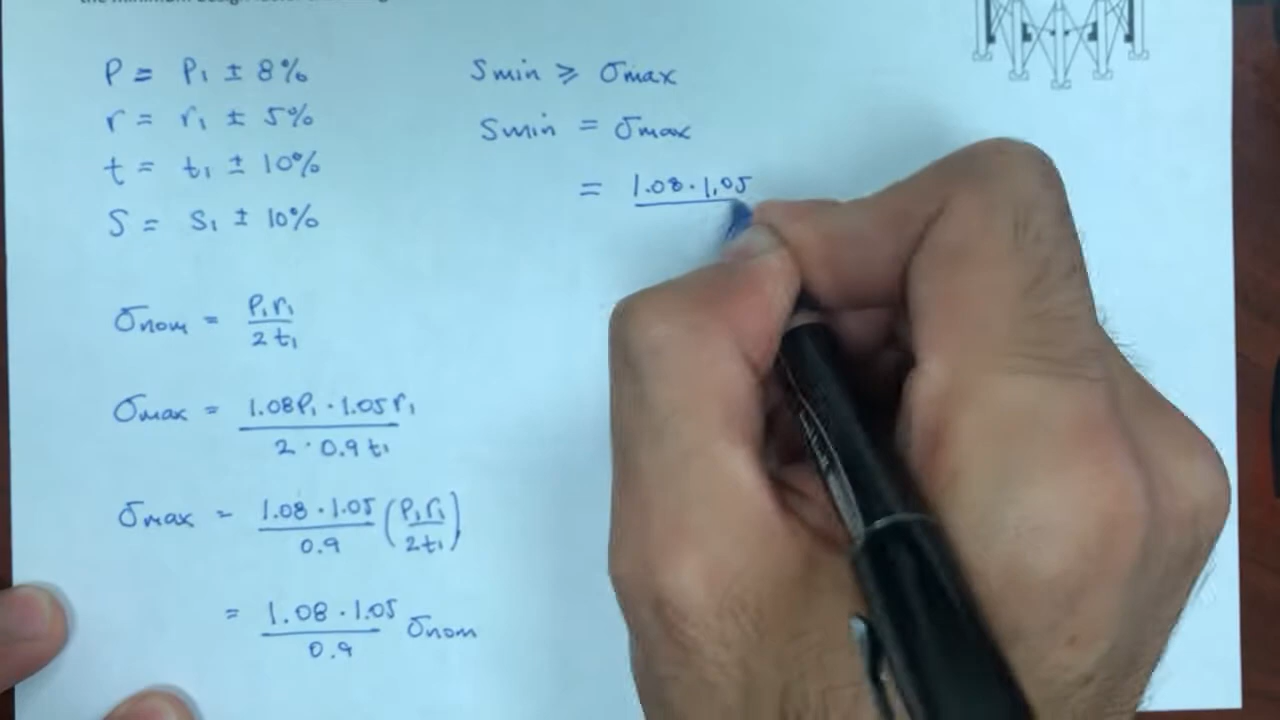 P = P₁ ± 8%
r = r₁ ± 5%
t = t₁ ± 10%
S = S₁ ± 10%
σnom = P₁r₁ / 2t₁
σmax = 1.08P₁ · 1.05r₁ / 2 · 0.9t₁
σmax = 1.08 · 1.05 / 0.9 (P₁r₁ / 2t₁)
= 1.08 · 1.05 / 0.9 σnom
Smin ≥ σmax
Smin = σmax
= 1.08 · 1.05